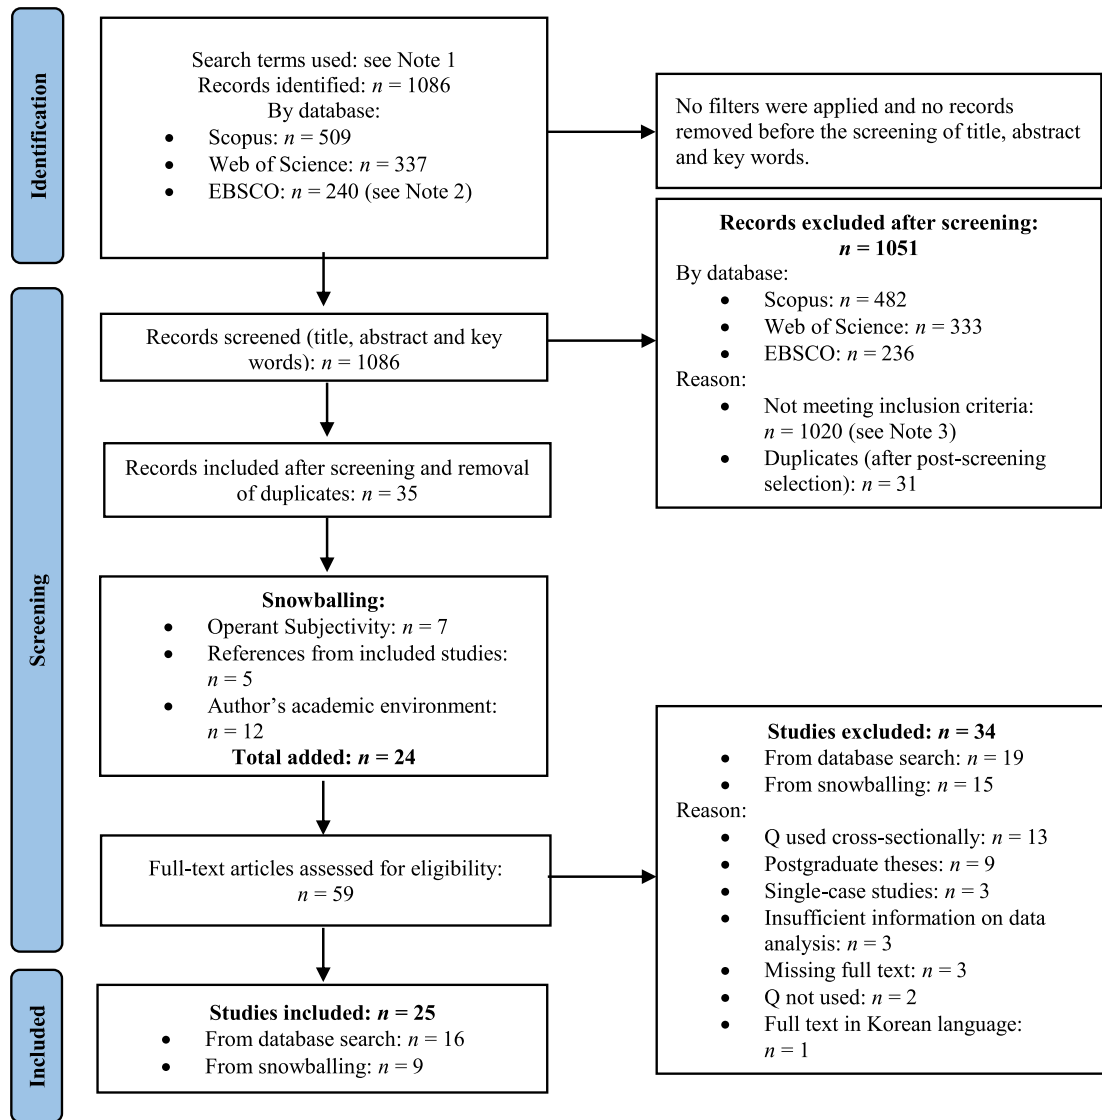 Identification
Search terms used: see Note 1
Records identified: n = 1086
By database:
• Scopus: n = 509
• Web of Science: n = 337
• EBSCO: n = 240 (see Note 2)
No filters were applied and no records
removed before the screening of title, abstract
and key words.
Screening
Records screened (title, abstract and key
words): n = 1086
Records excluded after screening:
n = 1051
By database:
• Scopus: n = 482
• Web of Science: n = 333
• EBSCO: n = 236
Reason:
• Not meeting inclusion criteria:
n = 1020 (see Note 3)
• Duplicates (after post-screening
selection): n = 31
Records included after screening and removal
of duplicates: n = 35
Snowballing:
• Operant Subjectivity: n = 7
• References from included studies:
n = 5
• Author’s academic environment:
n = 12
Total added: n = 24
Full-text articles assessed for eligibility:
n = 59
Studies excluded: n = 34
• From database search: n = 19
• From snowballing: n = 15
Reason:
• Q used cross-sectionally: n = 13
• Postgraduate theses: n = 9
• Single-case studies: n = 3
• Insufficient information on data
analysis: n = 3
• Missing full text: n = 3
• Q not used: n = 2
• Full text in Korean language:
n = 1
Included
Studies included: n = 25
• From database search: n = 16
• From snowballing: n = 9